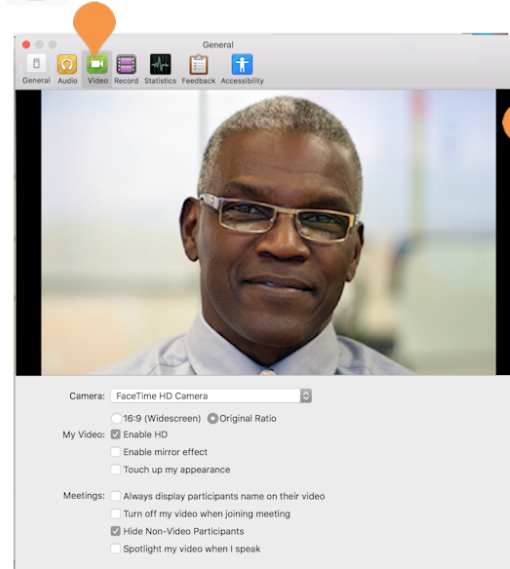 General
General Audio Video Record Statistics Feedback Accessibility
Camera: FaceTime HD Camera
16:9 (Widescreen) Original Ratio
My Video: Enable HD
Enable mirror effect
Touch up my appearance
Meetings: Always display participants name on their video
Turn off my video when joining meeting
Hide Non-Video Participants
Spotlight my video when I speak